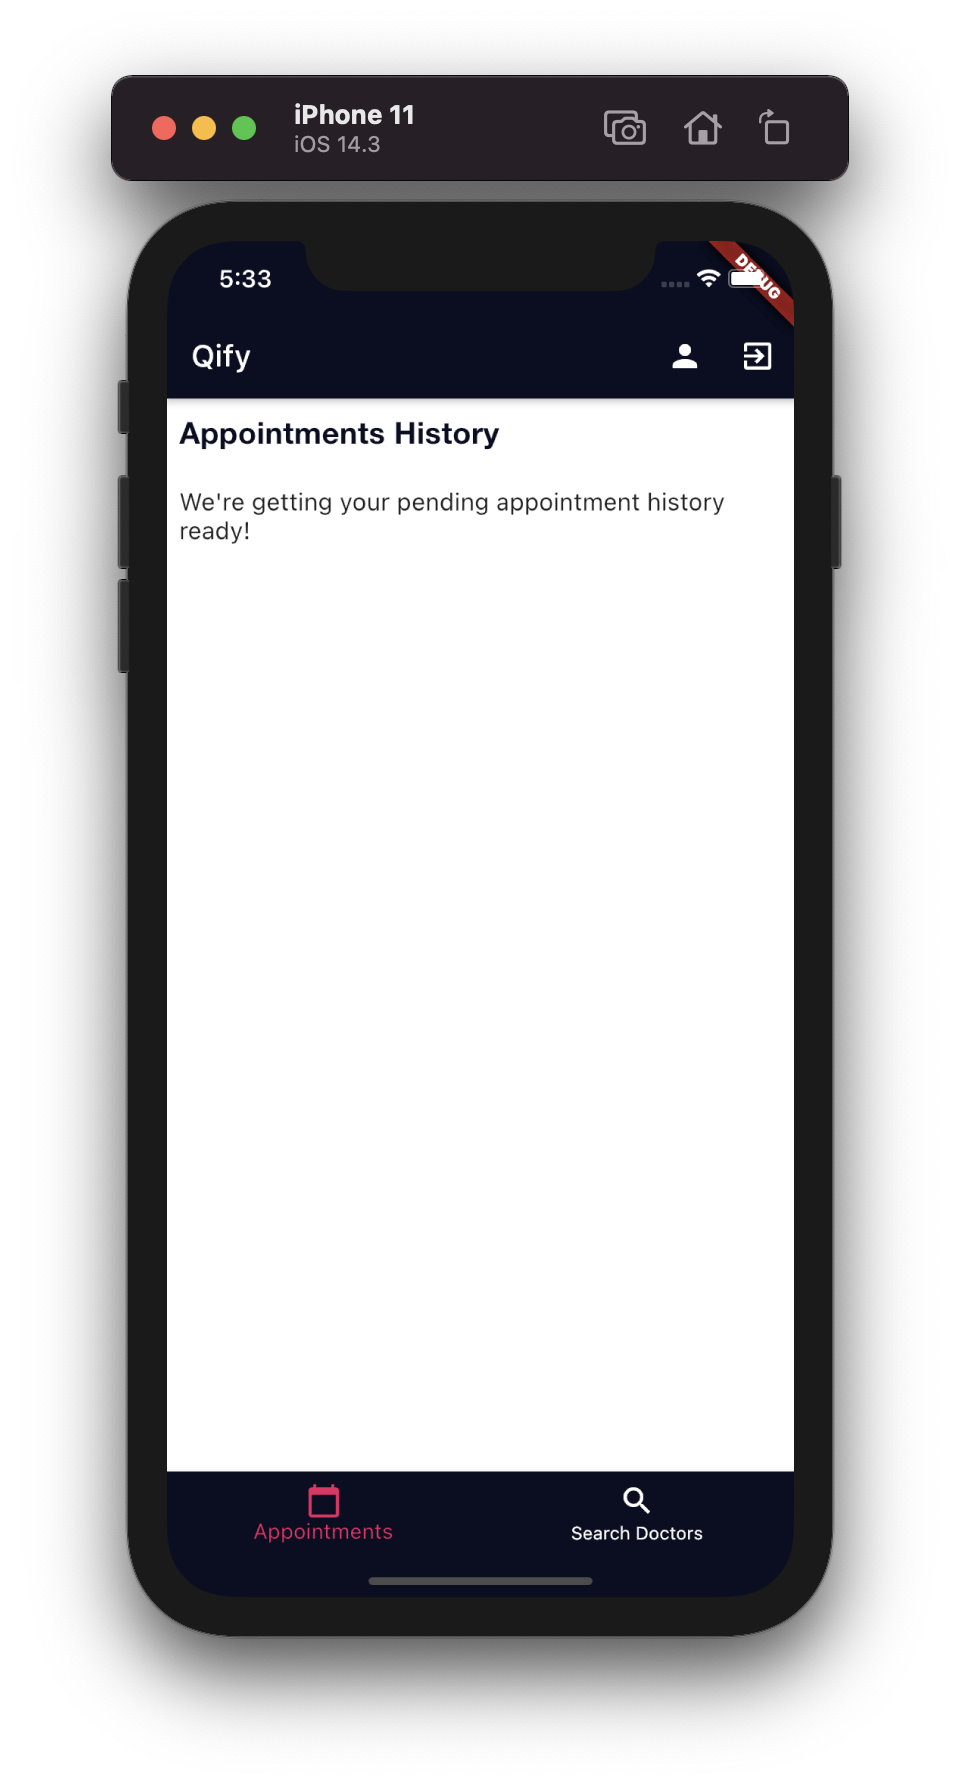 iPhone 11
iOS 14.3
5:33
DEBUG
Qify
Appointments History
We're getting your pending appointment history
ready!
Appointments
Search Doctors